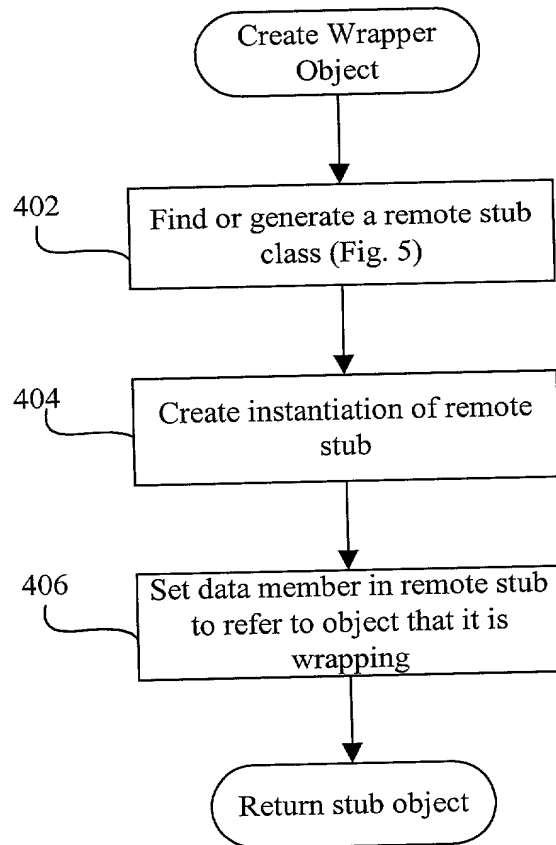 Create Wrapper
Object
402
Find or generate a remote stub
class (Fig. 5)
404
Create instantiation of remote
stub
406
Set data member in remote stub
to refer to object that it is
wrapping
Return stub object